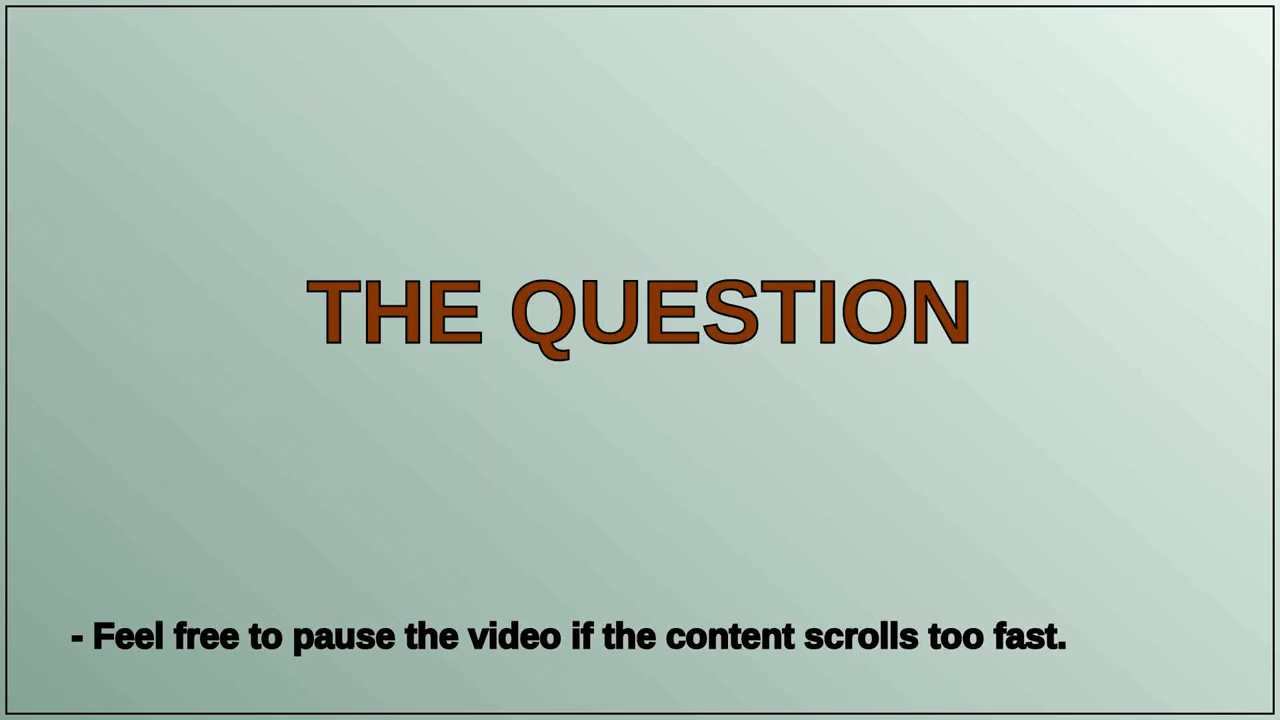 THE QUESTION
- Feel free to pause the video if the content scrolls too fast.